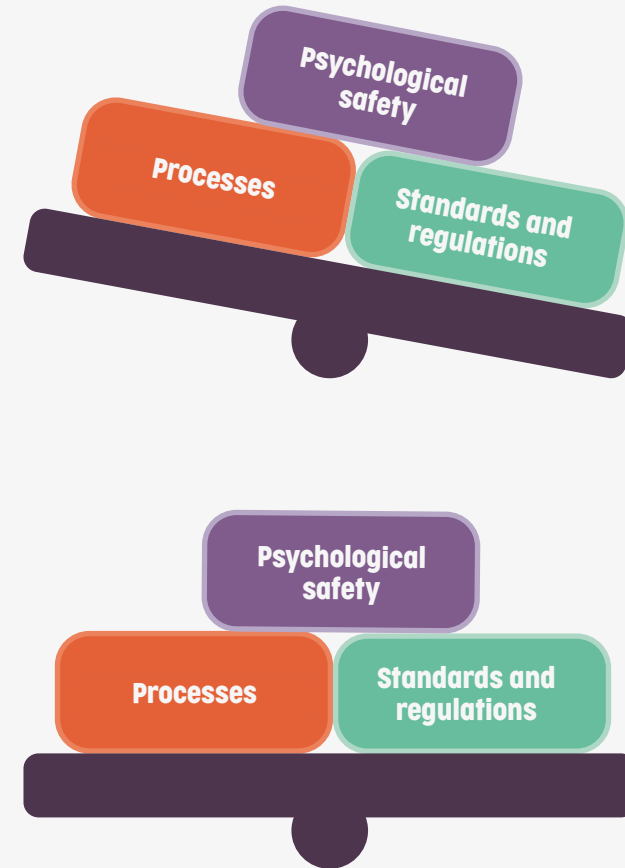 Psychological
safety
Processes
Standards and
regulations
Psychological
safety
Processes
Standards and
regulations